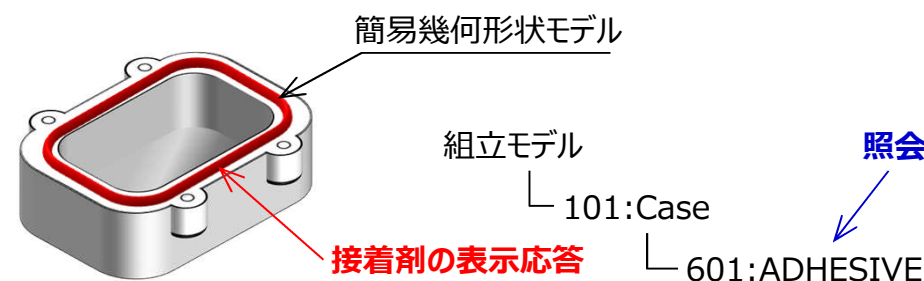 簡易幾何形状モデル
組立モデル
照会
101:Case
接着剤の表示応答
601:ADHESIVE